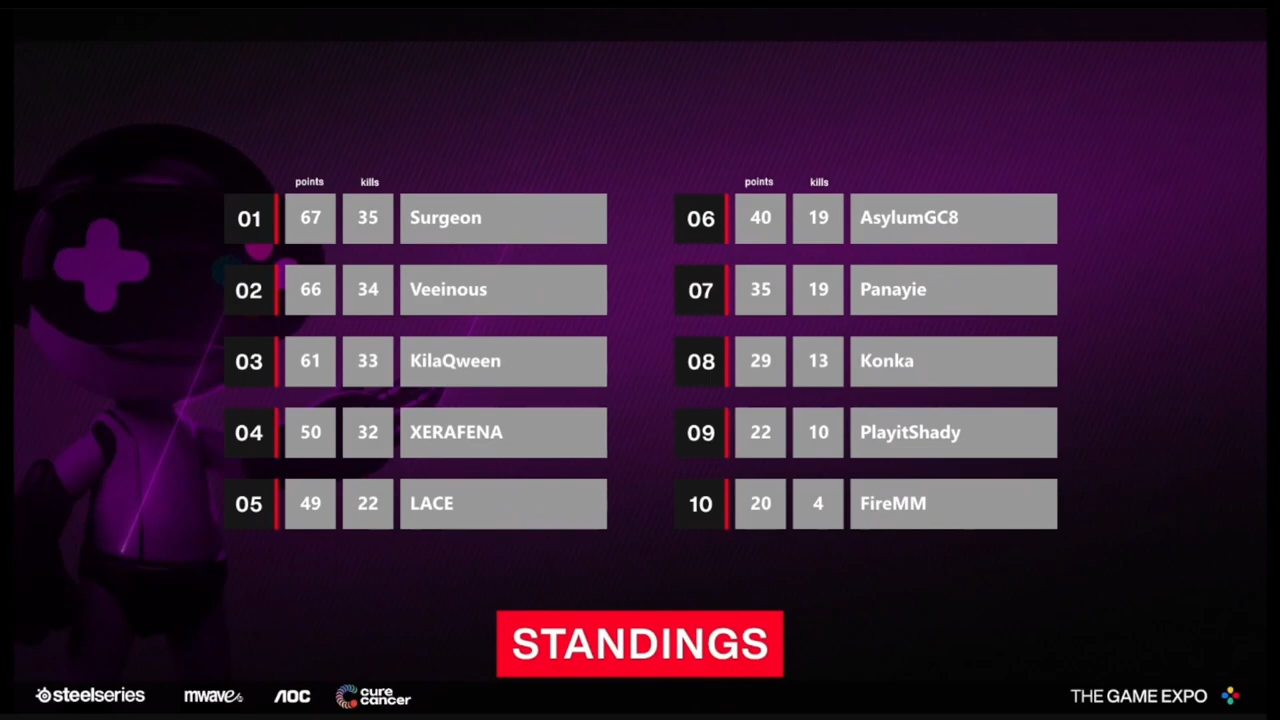 points kills
01 67 35 Surgeon
02 66 34 Veeinous
03 61 33 KilaQween
04 50 32 XERAFENA
05 49 22 LACE
points kills
06 40 19 AsylumGC8
07 35 19 Panayie
08 29 13 Konka
09 22 10 PlayitShady
10 20 4 FireMM
STANDINGS
steelseries mwave AOC cure cancer THE GAME EXPO